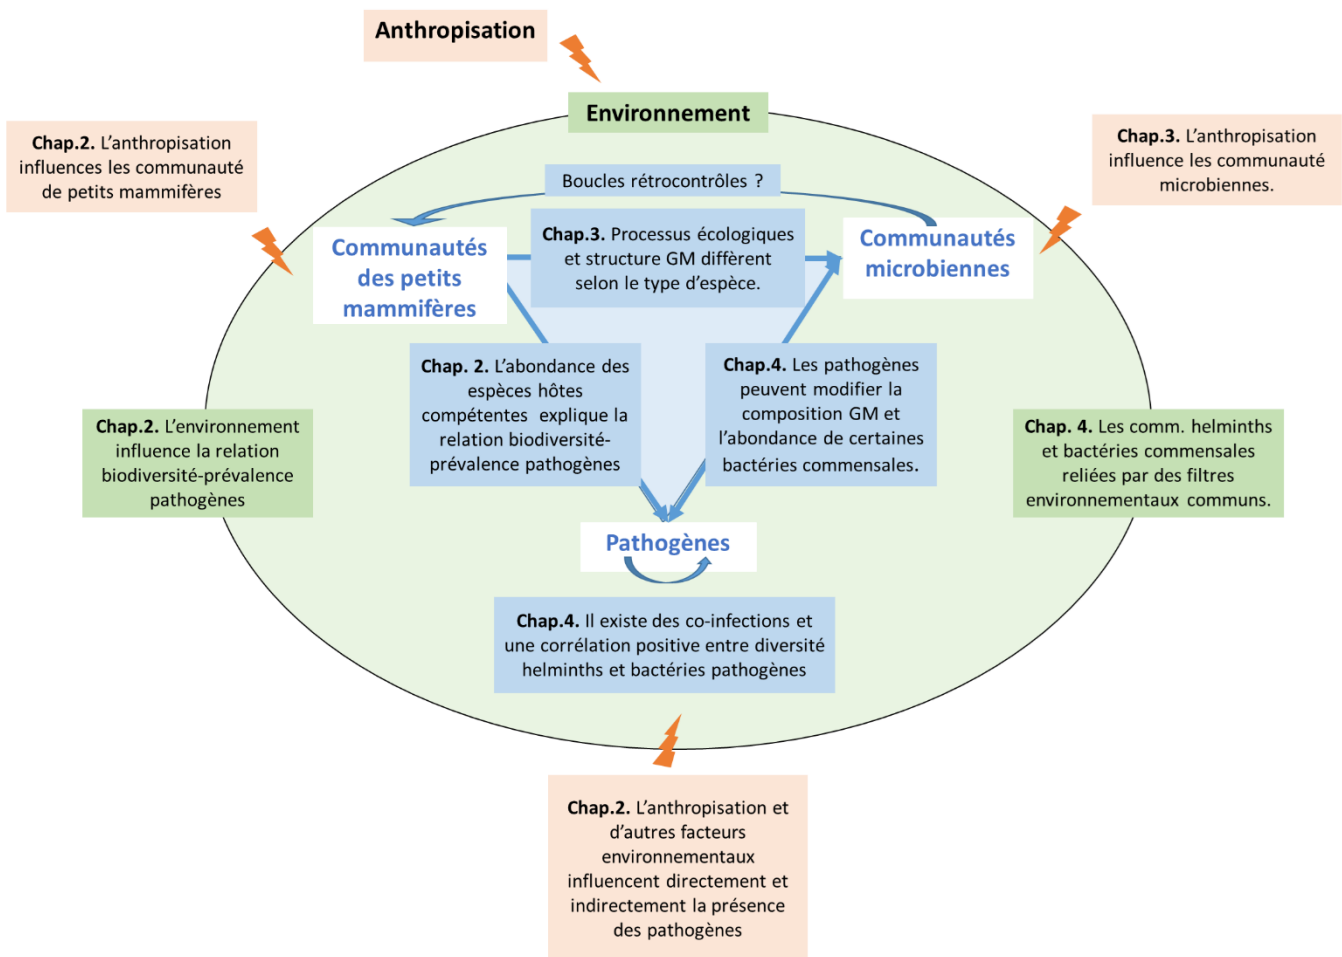 Anthropisation
Environnement
Chap.2. L’anthropisation
influences les communauté
de petits mammifères
Chap.3. L’anthropisation
influence les communauté
microbiennes.
Boucles rétrocontrôles ?
Communautés
des petits
mammifères
Chap.3. Processus écologiques
et structure GM diffèrent
selon le type d’espèce.
Communautés
microbiennes
Chap. 2. L’abondance des
espèces hôtes
compétentes explique la
relation biodiversité-
prévalence pathogènes
Chap.4. Les pathogènes
peuvent modifier la
composition GM et
l’abondance de certaines
bactéries commensales.
Chap.2. L’environnement
influence la relation
biodiversité-prévalence
pathogènes
Chap. 4. Les comm. helminths
et bactéries commensales
reliées par des filtres
environnementaux communs.
Pathogènes
Chap.4. Il existe des co-infections et
une corrélation positive entre diversité
helminths et bactéries pathogènes
Chap.2. L’anthropisation et
d’autres facteurs
environnementaux
influencent directement et
indirectement la présence
des pathogènes